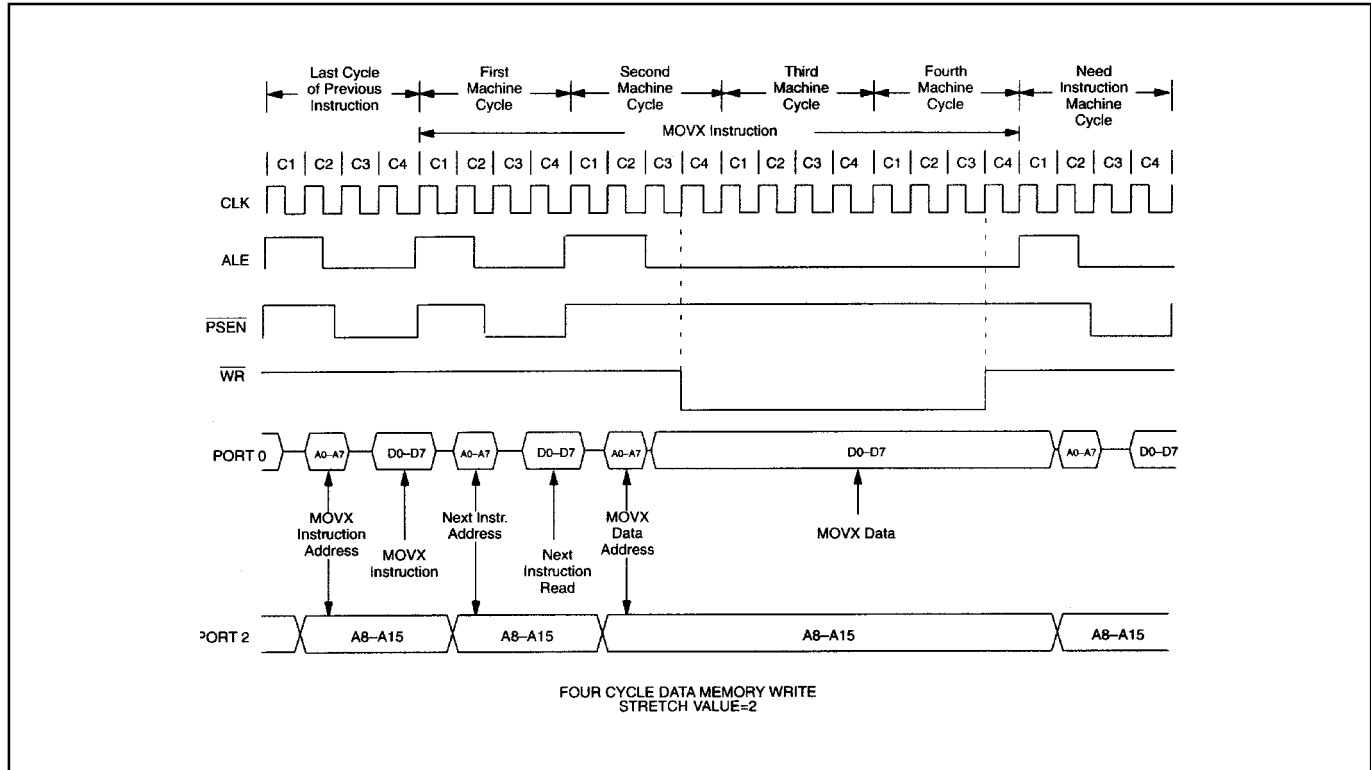 Last Cycle of Previous Instruction
First Machine Cycle
Second Machine Cycle
Third Machine Cycle
Fourth Machine Cycle
Need Instruction Machine Cycle
MOVX Instruction
C1 C2 C3 C4 C1 C2 C3 C4 C1 C2 C3 C4 C1 C2 C3 C4 C1 C2 C3 C4 C1 C2 C3 C4
CLK
ALE
PSEN
WR
PORT 0 A0–A7 D0–D7 A0–A7 D0–D7 A0–A7 D0–D7 A0–A7 D0–D7
MOVX Instruction Address
MOVX Instruction
Next Instr. Address
Next Instruction Read
MOVX Data Address
MOVX Data
PORT 2 A8–A15 A8–A15 A8–A15 A8–A15
FOUR CYCLE DATA MEMORY WRITE
STRETCH VALUE=2